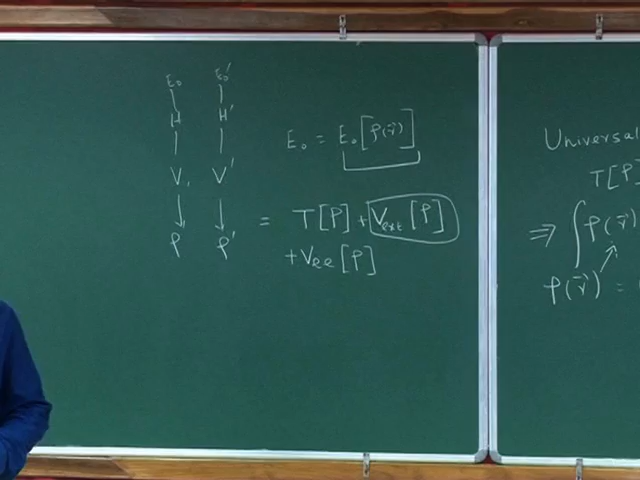 E₀ E₀'
H H'
V, V'
ρ ρ'
E₀ = E₀[ρ(r⃗)]
= T[ρ] + Vext[ρ]
+ Vee[ρ]
Universal
T[ρ]
⇒ ∫ρ(r⃗)
ρ(r⃗) =